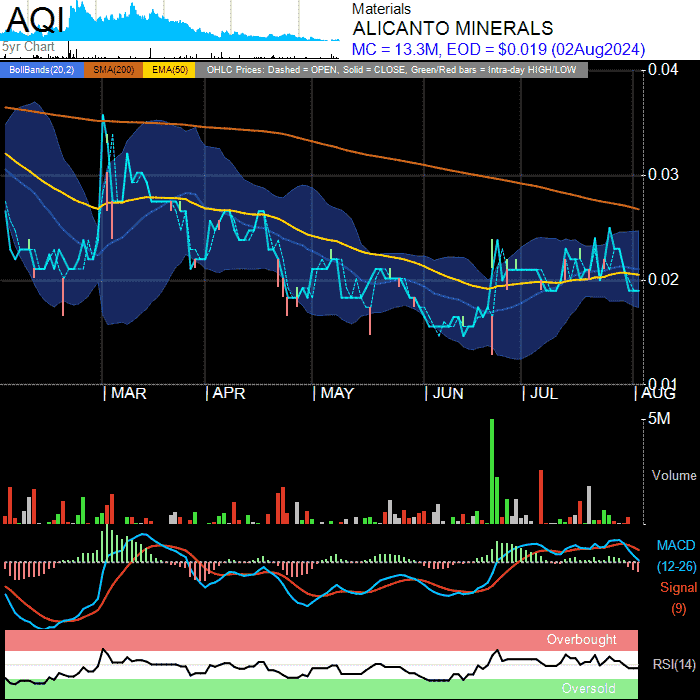 AQI
5yr Chart
Materials
ALICANTO MINERALS
MC = 13.3M, EOD = $0.019 (02Aug2024)
BollBands(20,2) SMA(200) EMA(50) OHLC Prices: Dashed = OPEN, Solid = CLOSE, Green/Red bars = Intra-day HIGH/LOW
0.04
0.03
0.02
0.01
MAR APR MAY JUN JUL AUG
5M
Volume
MACD
(12-26)
Signal
(9)
Overbought
RSI(14)
Oversold